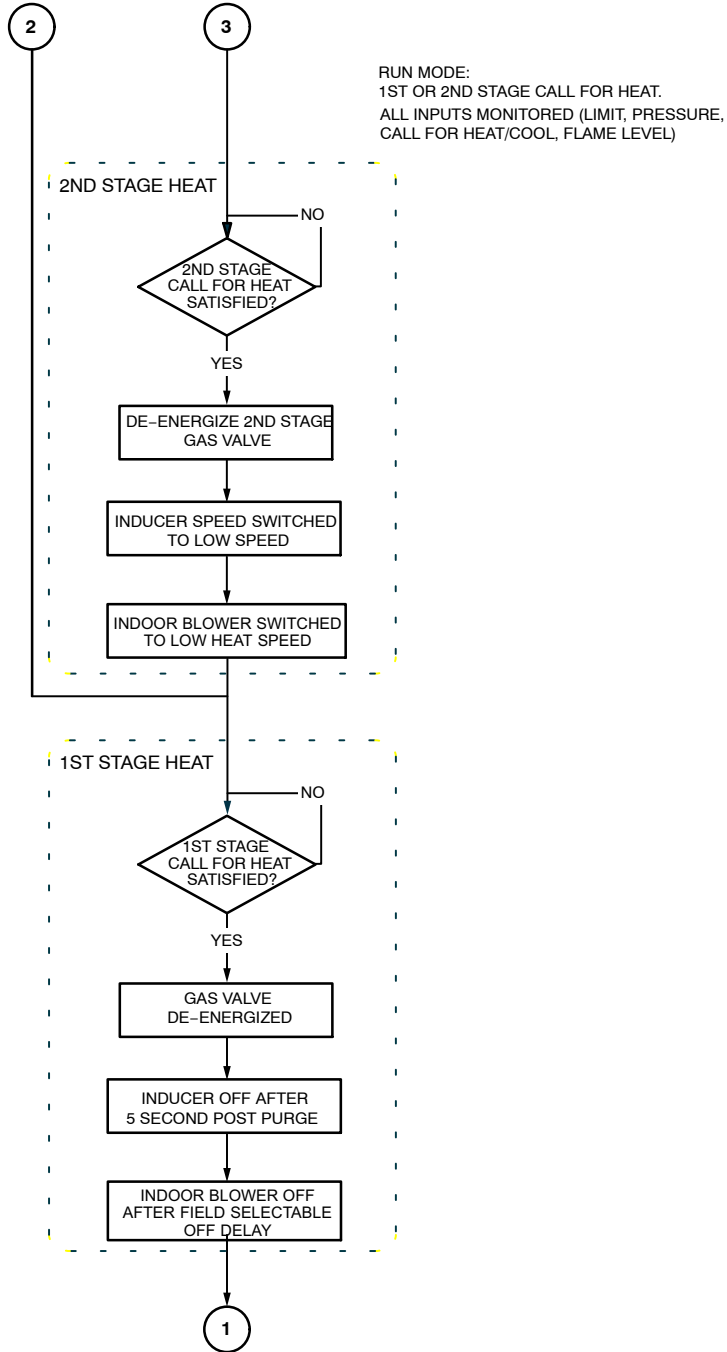 2
3
RUN MODE:
1ST OR 2ND STAGE CALL FOR HEAT.
ALL INPUTS MONITORED (LIMIT, PRESSURE,
CALL FOR HEAT/COOL, FLAME LEVEL)
2ND STAGE HEAT
NO
2ND STAGE
CALL FOR HEAT
SATISFIED?
YES
DE–ENERGIZE 2ND STAGE
GAS VALVE
INDUCER SPEED SWITCHED
TO LOW SPEED
INDOOR BLOWER SWITCHED
TO LOW HEAT SPEED
1ST STAGE HEAT
NO
1ST STAGE
CALL FOR HEAT
SATISFIED?
YES
GAS VALVE
DE–ENERGIZED
INDUCER OFF AFTER
5 SECOND POST PURGE
INDOOR BLOWER OFF
AFTER FIELD SELECTABLE
OFF DELAY
1